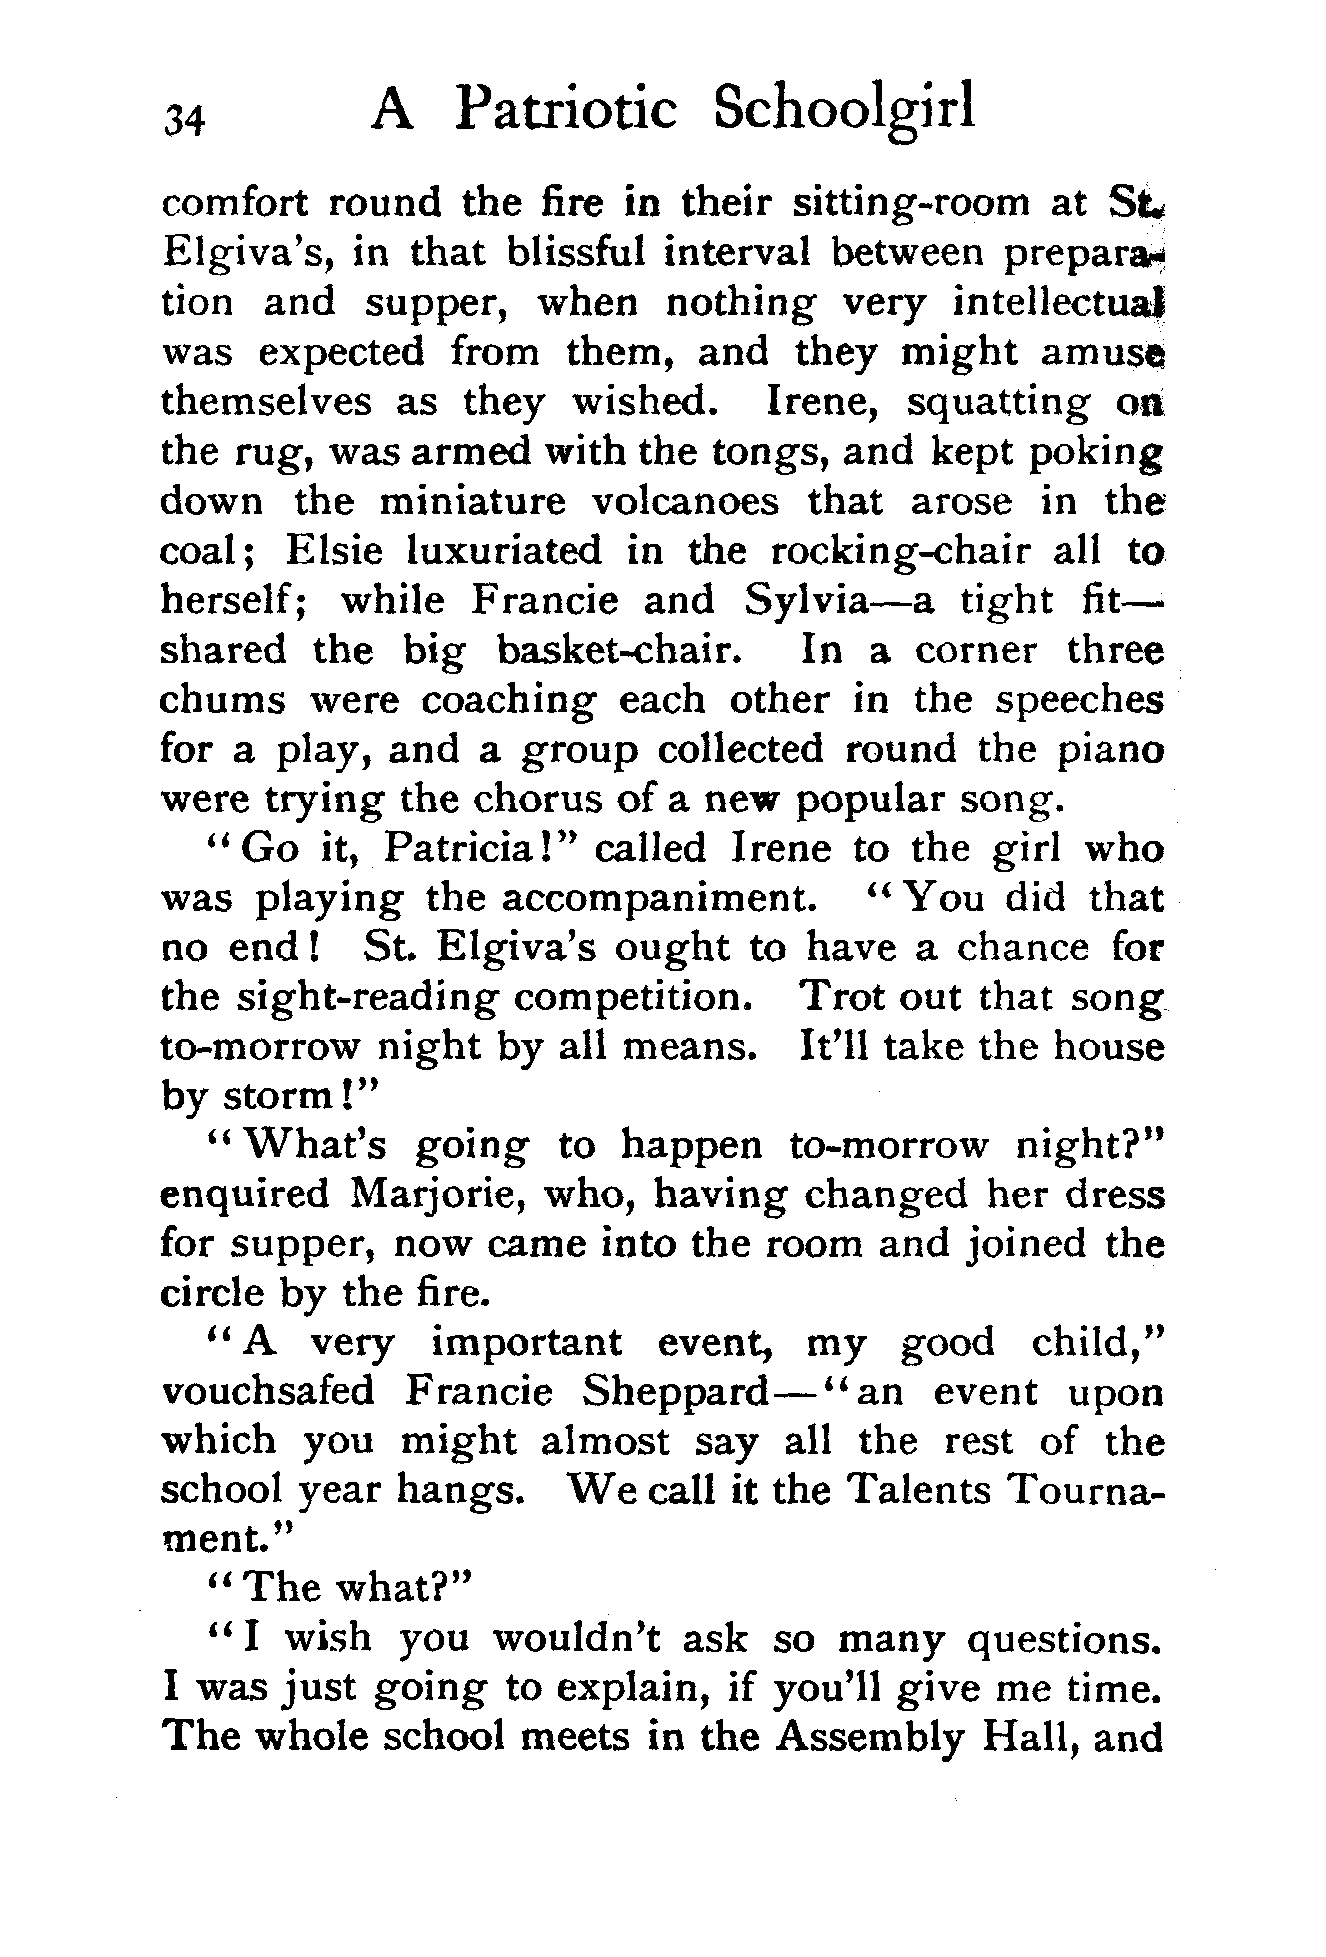 34 A Patriotic Schoolgirl
comfort round the fire in their sitting-room at St.
Elgiva's, in that blissful interval between prepara-
tion and supper, when nothing very intellectual
was expected from them, and they might amuse
themselves as they wished. Irene, squatting on
the rug, was armed with the tongs, and kept poking
down the miniature volcanoes that arose in the
coal; Elsie luxuriated in the rocking-chair all to
herself; while Francie and Sylvia—a tight fit—
shared the big basket-chair. In a corner three
chums were coaching each other in the speeches
for a play, and a group collected round the piano
were trying the chorus of a new popular song.
"Go it, Patricia!" called Irene to the girl who
was playing the accompaniment. "You did that
no end! St. Elgiva's ought to have a chance for
the sight-reading competition. Trot out that song
to-morrow night by all means. It'll take the house
by storm!"
"What's going to happen to-morrow night?"
enquired Marjorie, who, having changed her dress
for supper, now came into the room and joined the
circle by the fire.
"A very important event, my good child,"
vouchsafed Francie Sheppard—"an event upon
which you might almost say all the rest of the
school year hangs. We call it the Talents Tourna-
ment."
"The what?"
"I wish you wouldn't ask so many questions.
I was just going to explain, if you'll give me time.
The whole school meets in the Assembly Hall, and